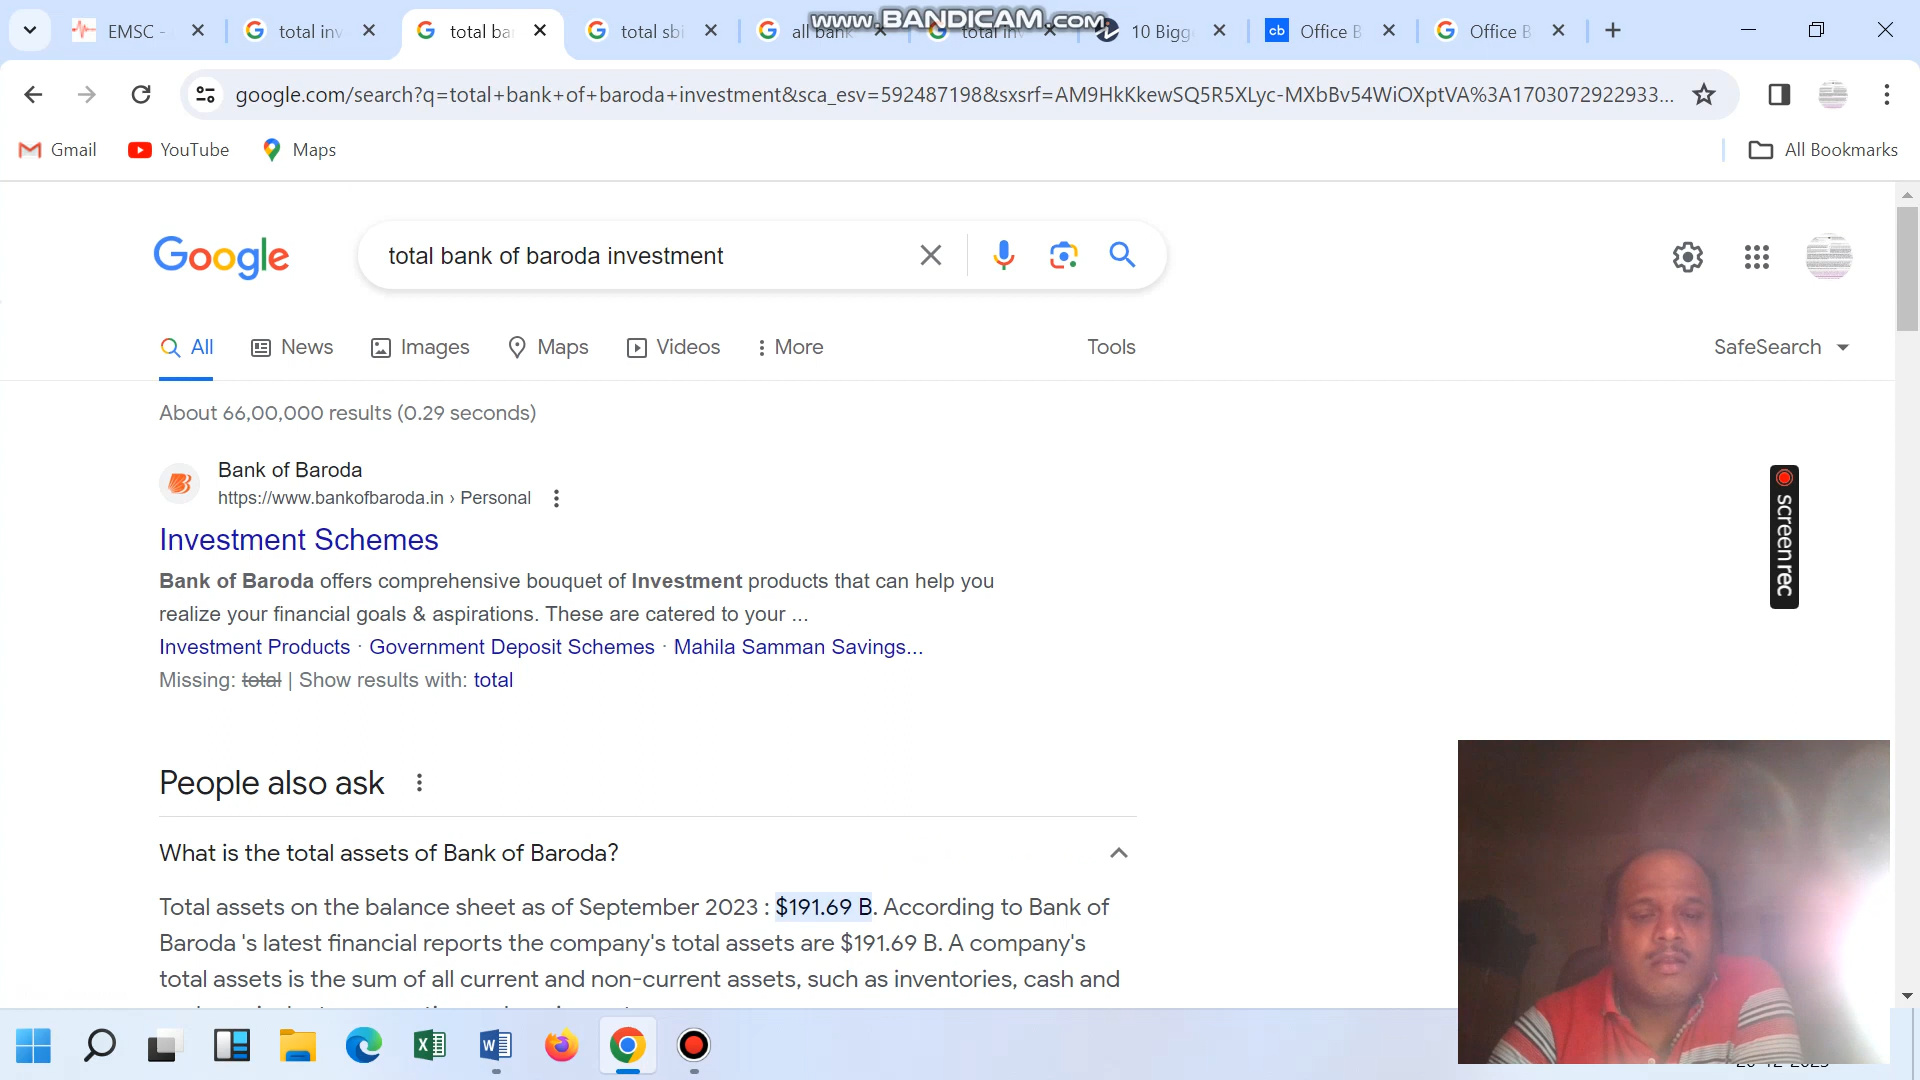 www.BANDICAM.com
EMSC -
total inv
total ba
total sbi
all bank
total inv
10 Bigg
cb
Office B
Office B
google.com/search?q=total+bank+of+baroda+investment&sca_esv=592487198&sxsrf=AM9HkKkewSQ5R5XLyc-MXbBv54WiOXptVA%3A1703072922933...
Gmail
YouTube
Maps
All Bookmarks
Google
total bank of baroda investment
All
News
Images
Maps
Videos
More
Tools
SafeSearch
About 66,00,000 results (0.29 seconds)
Bank of Baroda
https://www.bankofbaroda.in › Personal
Investment Schemes
Bank of Baroda offers comprehensive bouquet of Investment products that can help you
realize your financial goals & aspirations. These are catered to your ...
Investment Products · Government Deposit Schemes · Mahila Samman Savings...
Missing: total | Show results with: total
screenrec
People also ask
What is the total assets of Bank of Baroda?
Total assets on the balance sheet as of September 2023 : $191.69 B. According to Bank of
Baroda 's latest financial reports the company's total assets are $191.69 B. A company's
total assets is the sum of all current and non-current assets, such as inventories, cash and